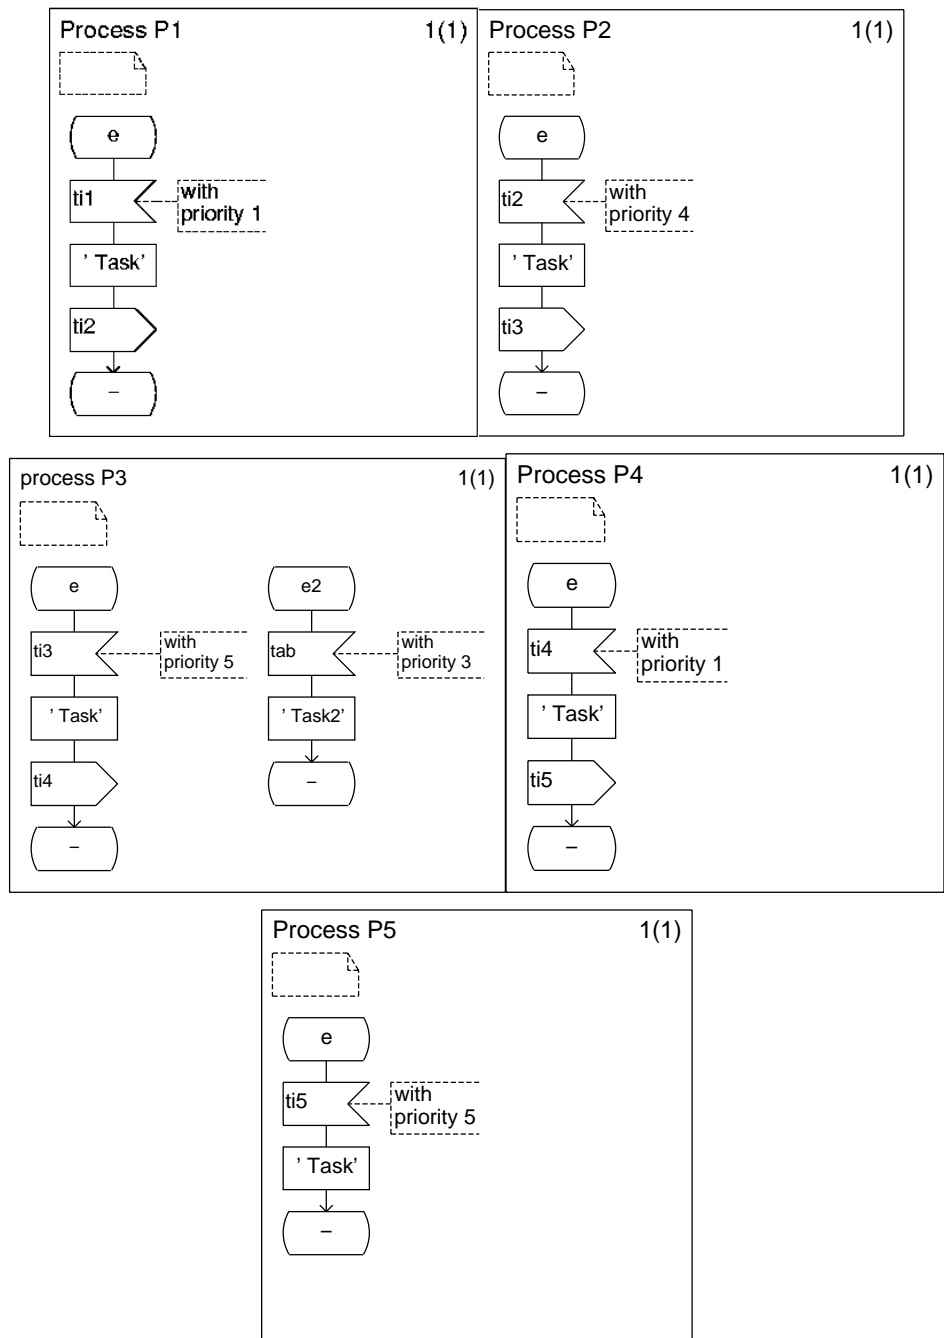 Process P1 1(1)
e
ti1
with
priority 1
’ Task’
ti2
–
Process P2 1(1)
e
ti2
with
priority 4
’ Task’
ti3
–
process P3 1(1)
e
ti3
with
priority 5
’ Task’
ti4
–
e2
tab
with
priority 3
’ Task2’
–
Process P4 1(1)
e
ti4
with
priority 1
’ Task’
ti5
–
Process P5 1(1)
e
ti5
with
priority 5
’ Task’
–